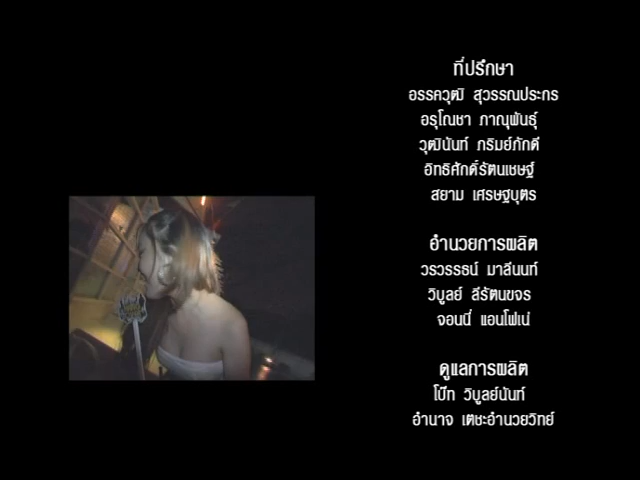 ที่ปรึกษา
อรรควุฒิ สุวรรณประกร
อรุโณชา ภาณุพันธุ์
วุฒินันท์ ภริมย์ภักดี
อิทธิศักดิ์รัตนเชษฐ์
สยาม เศรษฐบุตร
อำนวยการผลิต
วรวรรธน์ มาลีนนท์
วิบูลย์ ลีรัตนขจร
จอนนี่ แอนโฟเน่
ดูแลการผลิต
โป๊ท วิบูลย์นันท์
อำนาจ เตชะอำนวยวิทย์